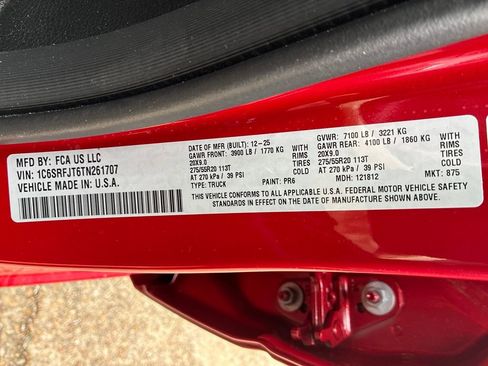 MFD BY: FCA US LLC
VIN: 1C6SRFJT6TN261707
VEHICLE MADE IN U.S.A.
DATE OF MFR (BUILT): 12-25
GAWR FRONT: 3900 LB / 1770 KG WITH
20X9.0 RIMS
275/55R20 113T TIRES
AT 270 kPa / 39 PSI COLD
TYPE: TRUCK PAINT: PR6
GVWR: 7100 LB / 3221 KG
GAWR REAR: 4100 LB / 1860 KG WITH
20X9.0 RIMS
275/55R20 113T TIRES
AT 270 kPa / 39 PSI COLD
MDH: 121812 MKT: 875
THIS VEHICLE CONFORMS TO ALL APPLICABLE U.S.A. FEDERAL MOTOR VEHICLE SAFETY
STANDARDS IN EFFECT ON THE DATE OF MANUFACTURE SHOWN ABOVE.